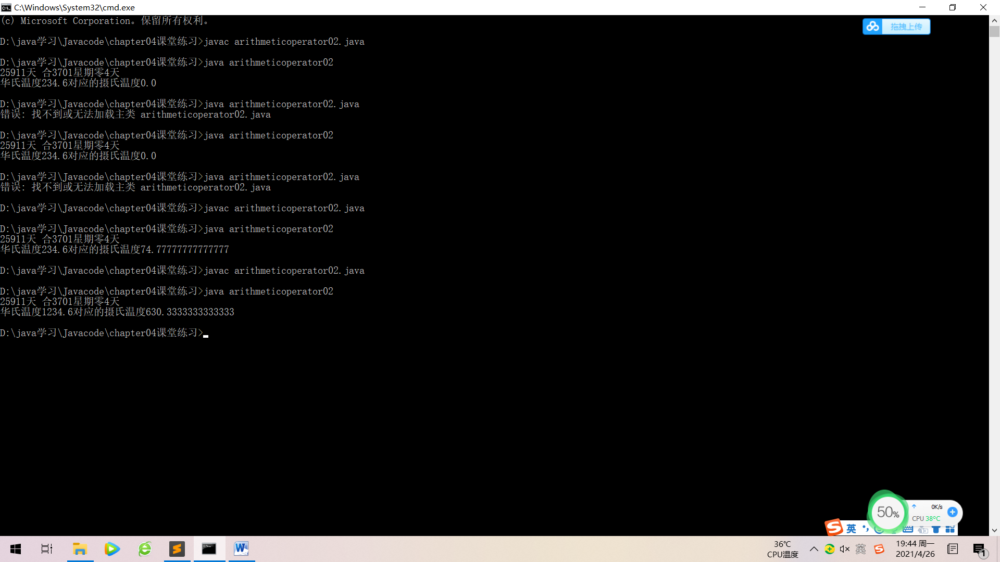 C:\Windows\System32\cmd.exe
(c) Microsoft Corporation。保留所有权利。
拖拽上传
D:\java学习\Javacode\chapter04课堂练习>javac arithmeticoperator02.java
D:\java学习\Javacode\chapter04课堂练习>java arithmeticoperator02
25911天 合3701星期零4天
华氏温度234.6对应的摄氏温度0.0
D:\java学习\Javacode\chapter04课堂练习>java arithmeticoperator02.java
错误: 找不到或无法加载主类 arithmeticoperator02.java
D:\java学习\Javacode\chapter04课堂练习>java arithmeticoperator02
25911天 合3701星期零4天
华氏温度234.6对应的摄氏温度0.0
D:\java学习\Javacode\chapter04课堂练习>java arithmeticoperator02.java
错误: 找不到或无法加载主类 arithmeticoperator02.java
D:\java学习\Javacode\chapter04课堂练习>javac arithmeticoperator02.java
D:\java学习\Javacode\chapter04课堂练习>java arithmeticoperator02
25911天 合3701星期零4天
华氏温度234.6对应的摄氏温度74.77777777777777
D:\java学习\Javacode\chapter04课堂练习>javac arithmeticoperator02.java
D:\java学习\Javacode\chapter04课堂练习>java arithmeticoperator02
25911天 合3701星期零4天
华氏温度1234.6对应的摄氏温度630.3333333333333
D:\java学习\Javacode\chapter04课堂练习>
50%
0K/s
CPU 38°C
英
36℃
CPU温度
英
19:44 周一
2021/4/26
1